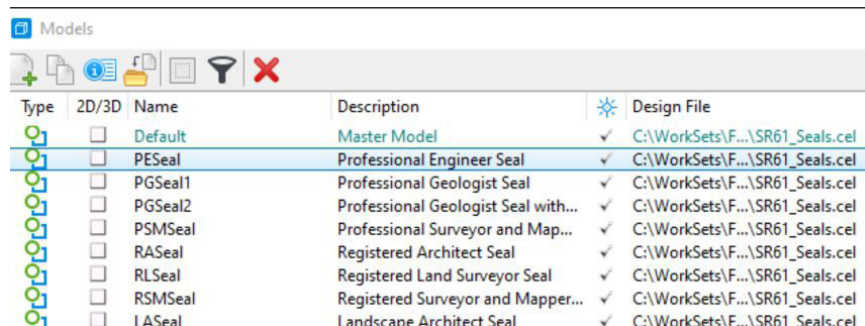 Models
Type 2D/3D Name Description Design File
Default Master Model C:\WorkSets\F...\SR61_Seals.cel
PESeal Professional Engineer Seal C:\WorkSets\F...\SR61_Seals.cel
PGSeal1 Professional Geologist Seal C:\WorkSets\F...\SR61_Seals.cel
PGSeal2 Professional Geologist Seal with... C:\WorkSets\F...\SR61_Seals.cel
PSMSeal Professional Surveyor and Map... C:\WorkSets\F...\SR61_Seals.cel
RASeal Registered Architect Seal C:\WorkSets\F...\SR61_Seals.cel
RLSeal Registered Land Surveyor Seal C:\WorkSets\F...\SR61_Seals.cel
RSMSeal Registered Surveyor and Mapper... C:\WorkSets\F...\SR61_Seals.cel
LASeal Landscape Architect Seal C:\WorkSets\F...\SR61_Seals.cel